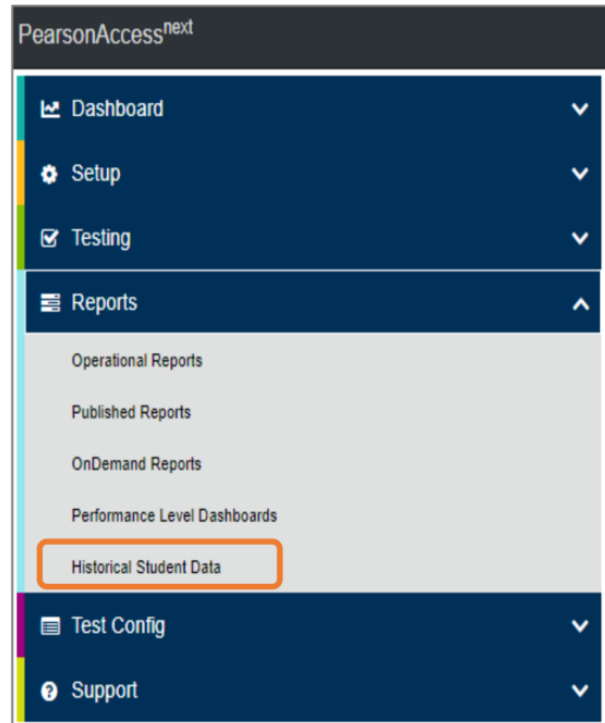 PearsonAccessnext
Dashboard
Setup
Testing
Reports
Operational Reports
Published Reports
OnDemand Reports
Performance Level Dashboards
Historical Student Data
Test Config
Support